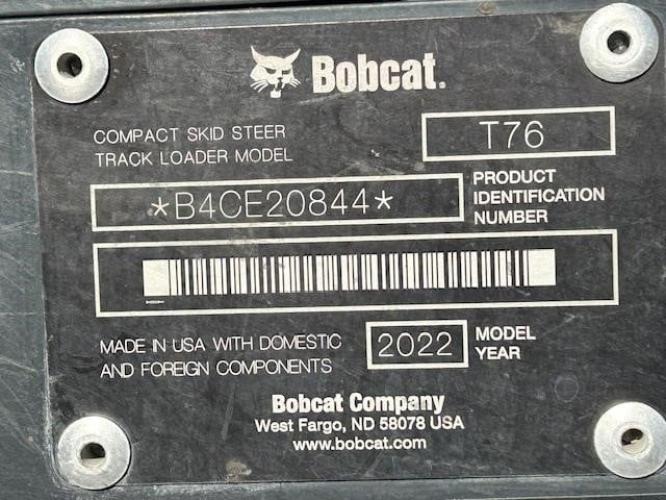 Bobcat.
COMPACT SKID STEER
TRACK LOADER MODEL
T76
*B4CE20844*
PRODUCT
IDENTIFICATION
NUMBER
MADE IN USA WITH DOMESTIC
AND FOREIGN COMPONENTS
2022
MODEL
YEAR
Bobcat Company
West Fargo, ND 58078 USA
www.bobcat.com